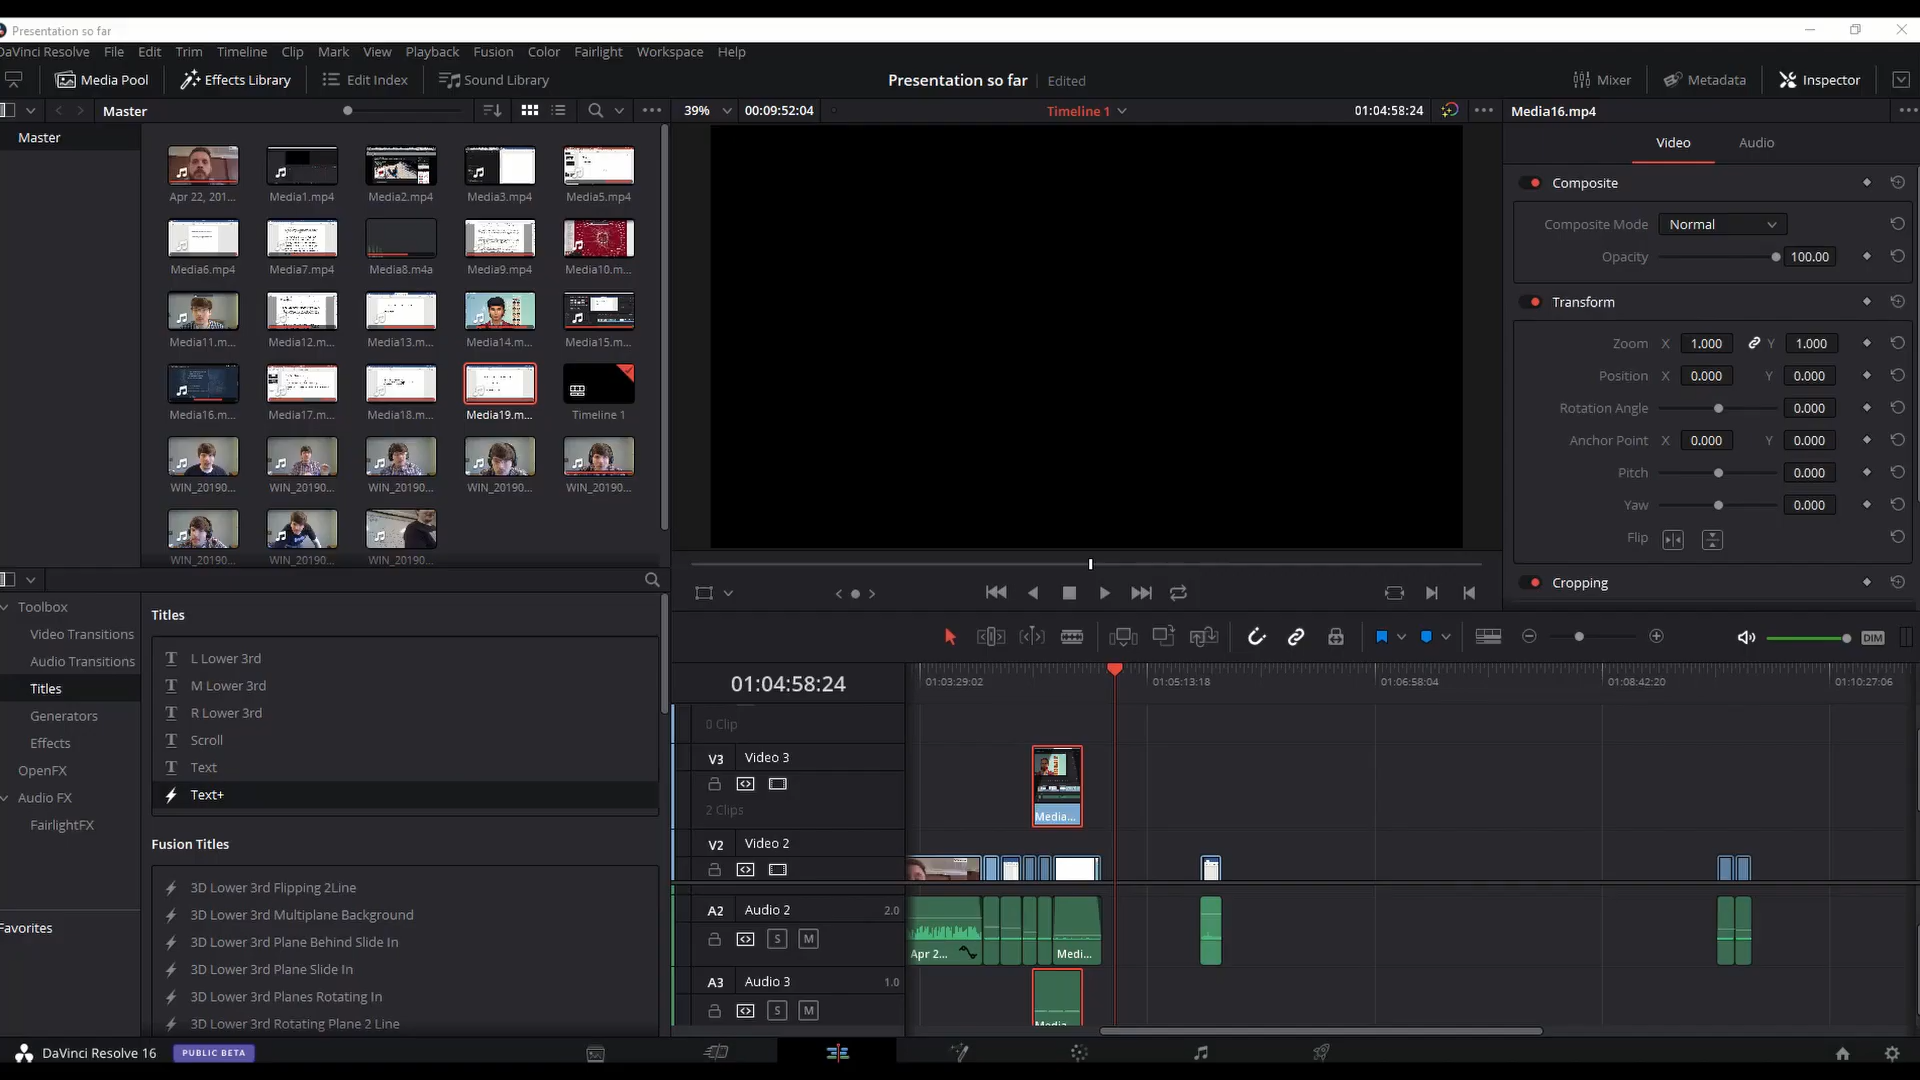 Presentation so far
DaVinci Resolve File Edit Trim Timeline Clip Mark View Playback Fusion Color Fairlight Workspace Help
Media Pool Effects Library Edit Index Sound Library Presentation so far Edited Mixer Metadata Inspector
Master 39% 00:09:52:04 Timeline 1 01:04:58:24 Media16.mp4
Master
Video Audio
Apr 22, 201... Media1.mp4 Media2.mp4 Media3.mp4 Media5.mp4
Media6.mp4 Media7.mp4 Media8.m4a Media9.mp4 Media10.m...
Media11.m... Media12.m... Media13.m... Media14.m... Media15.m...
Media16.m... Media17.m... Media18.m... Media19.m... Timeline 1
WIN_20190... WIN_20190... WIN_20190... WIN_20190... WIN_20190...
WIN_20190... WIN_20190... WIN_20190...
Composite
Composite Mode Normal
Opacity 100.00
Transform
Zoom X 1.000 Y 1.000
Position X 0.000 Y 0.000
Rotation Angle 0.000
Anchor Point X 0.000 Y 0.000
Pitch 0.000
Yaw 0.000
Flip
Cropping
Toolbox
Video Transitions
Audio Transitions
Titles
Generators
Effects
OpenFX
Audio FX
FairlightFX
Favorites
Titles
L Lower 3rd
M Lower 3rd
R Lower 3rd
Scroll
Text
Text+
Fusion Titles
3D Lower 3rd Flipping 2Line
3D Lower 3rd Multiplane Background
3D Lower 3rd Plane Behind Slide In
3D Lower 3rd Plane Slide In
3D Lower 3rd Planes Rotating In
3D Lower 3rd Rotating Plane 2 Line
DIM
01:04:58:24 01:03:29:02 01:05:13:18 01:06:58:04 01:08:42:20 01:10:27:06
0 Clip
V3 Video 3
2 Clips
Media...
V2 Video 2
A2 Audio 2 2.0
S M
Apr 2... Medi...
A3 Audio 3 1.0
S M
Media...
DaVinci Resolve 16 PUBLIC BETA